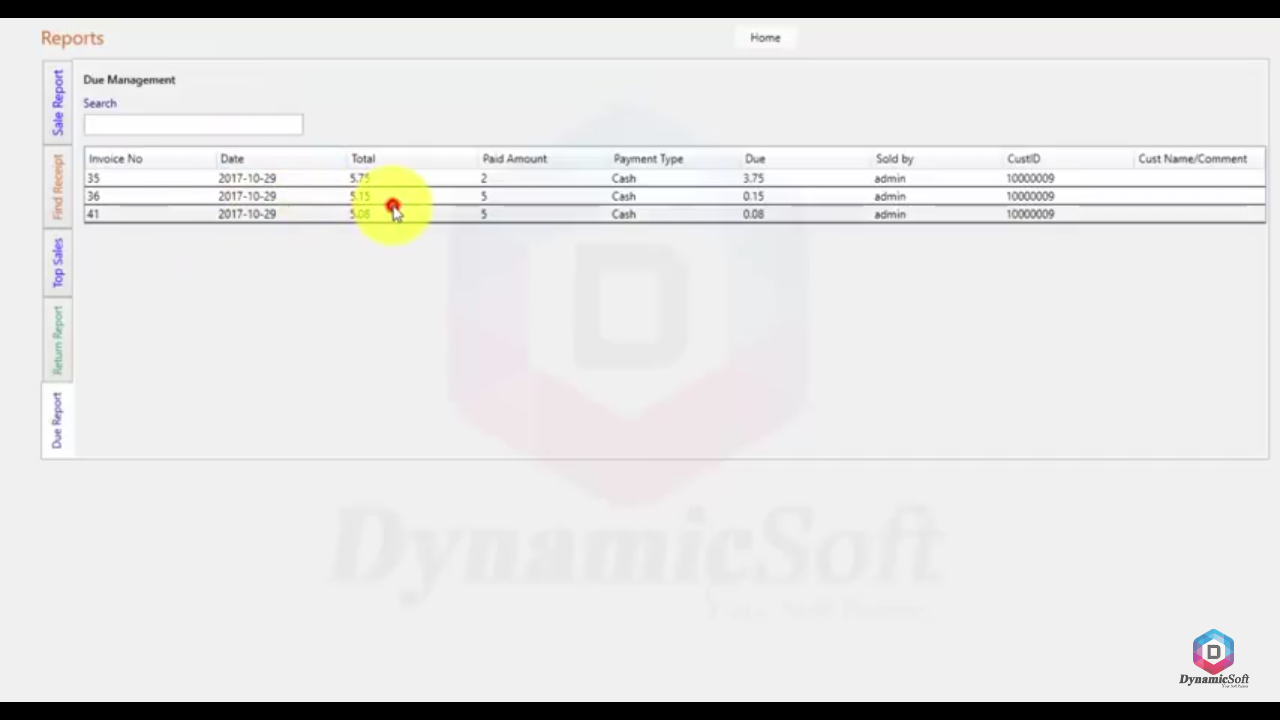 Reports
Home
Sale Report
Find Receipt
Top Sales
Return Report
Due Report
Due Management
Search
Invoice No Date Total Paid Amount Payment Type Due Sold by CustID Cust Name/Comment
35 2017-10-29 5.75 2 Cash 3.75 admin 10000009
36 2017-10-29 5.15 5 Cash 0.15 admin 10000009
41 2017-10-29 5.08 5 Cash 0.08 admin 10000009
DynamicSoft
D
DynamicSoft